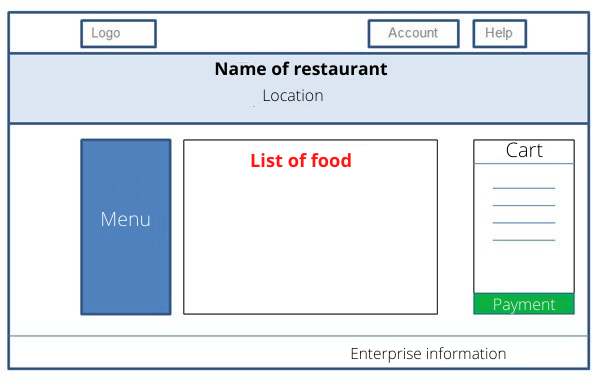 Logo
Account
Help
Name of restaurant
Location
Menu
List of food
Cart
Payment
Enterprise information